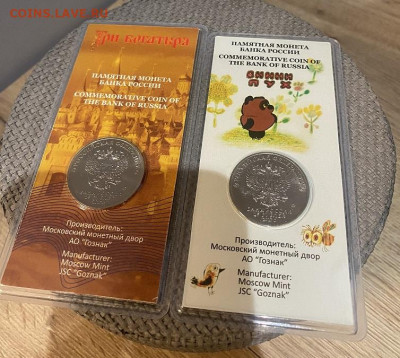 COINS.LAVE.RU
Три богатыря
ПАМЯТНАЯ МОНЕТА
БАНКА РОССИИ
COMMEMORATIVE COIN OF
THE BANK OF RUSSIA
Производитель:
Московский монетный двор
АО "Гознак"
Manufacturer:
Moscow Mint
JSC "Goznak"
ПАМЯТНАЯ МОНЕТА
БАНКА РОССИИ
COMMEMORATIVE COIN OF
THE BANK OF RUSSIA
ВИННИ
ПУХ
Производитель:
Московский монетный двор
АО "Гознак"
Manufacturer:
Moscow Mint
JSC "Goznak"